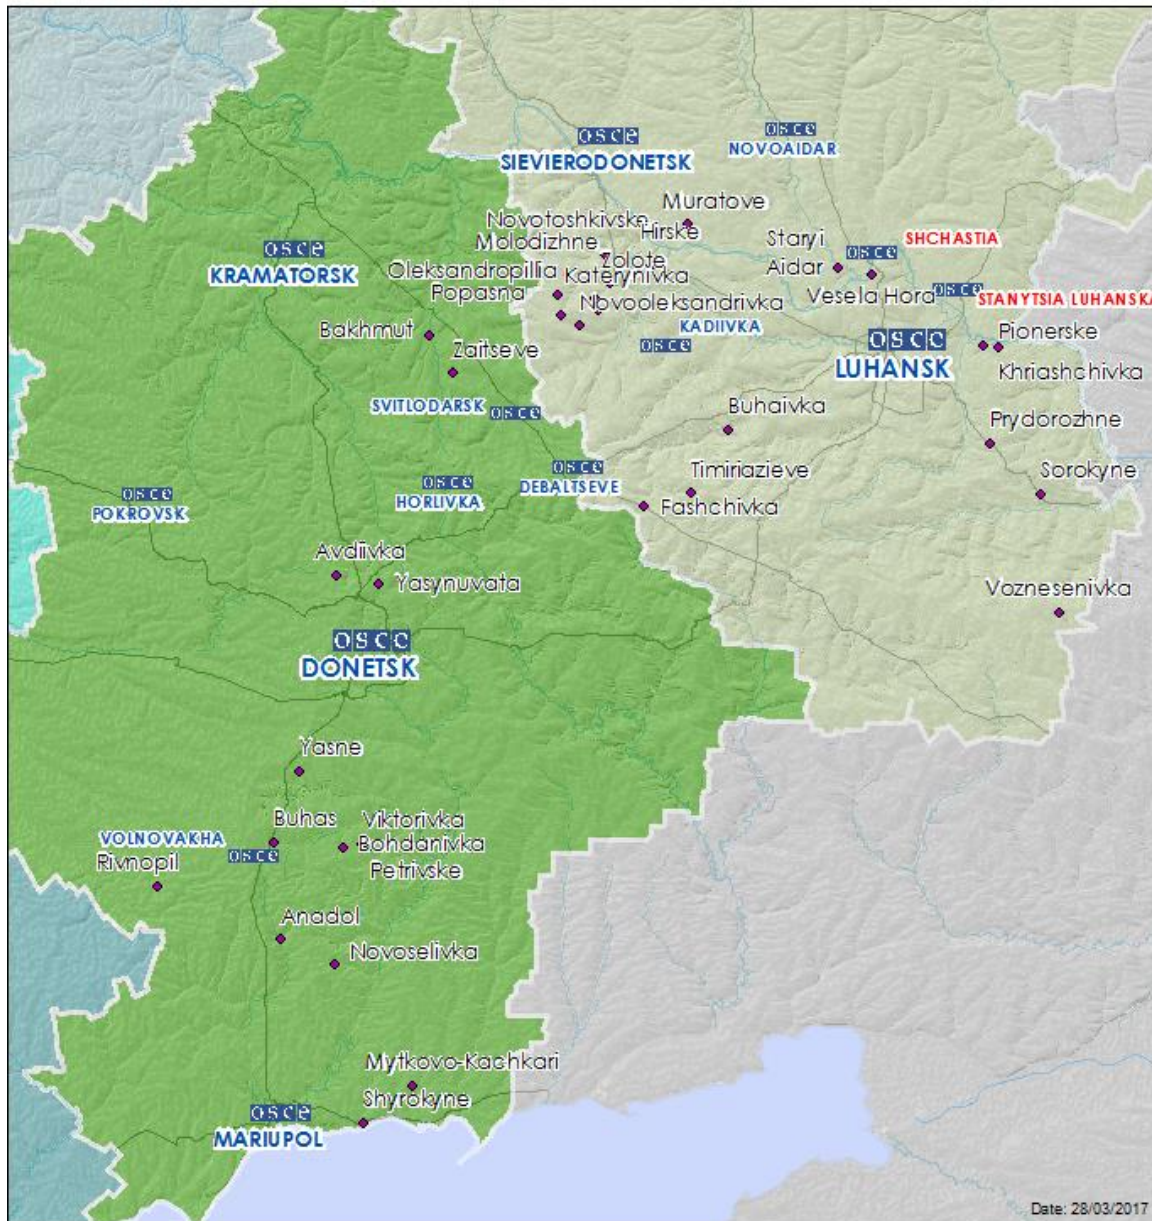 osce
NOVOAIDAR
osce
SIEVIERODONETSK
Muratove
Novotoshkivske
Hirske
Molodizhne
Zolote
Staryi
Aidar
SHCHASTIA
osce
Vesela Hora
osce
STANYTSIA LUHANSKA
osce
KRAMATORSK
Oleksandropillia
Katerynivka
Popasna
Novooleksandrivka
Bakhmut
Zaitseve
KADIIVKA
osce
osce
LUHANSK
Pionerske
Khriashchivka
SVITLODARSK
osce
Buhaivka
Prydorozhne
osce
DEBALTSEVE
Timiriazieve
Sorokyne
osce
HORLIVKA
osce
POKROVSK
Fashchivka
Avdiivka
Yasynuvata
Voznesenivka
osce
DONETSK
Yasne
Buhas
Viktorivka
VOLNOVAKHA
Bohdanivka
osce
Rivnopil
Petrivske
Anadol
Novoselivka
Mytkovo-Kachkari
Shyrokyne
osce
MARIUPOL
Date: 28/03/2017